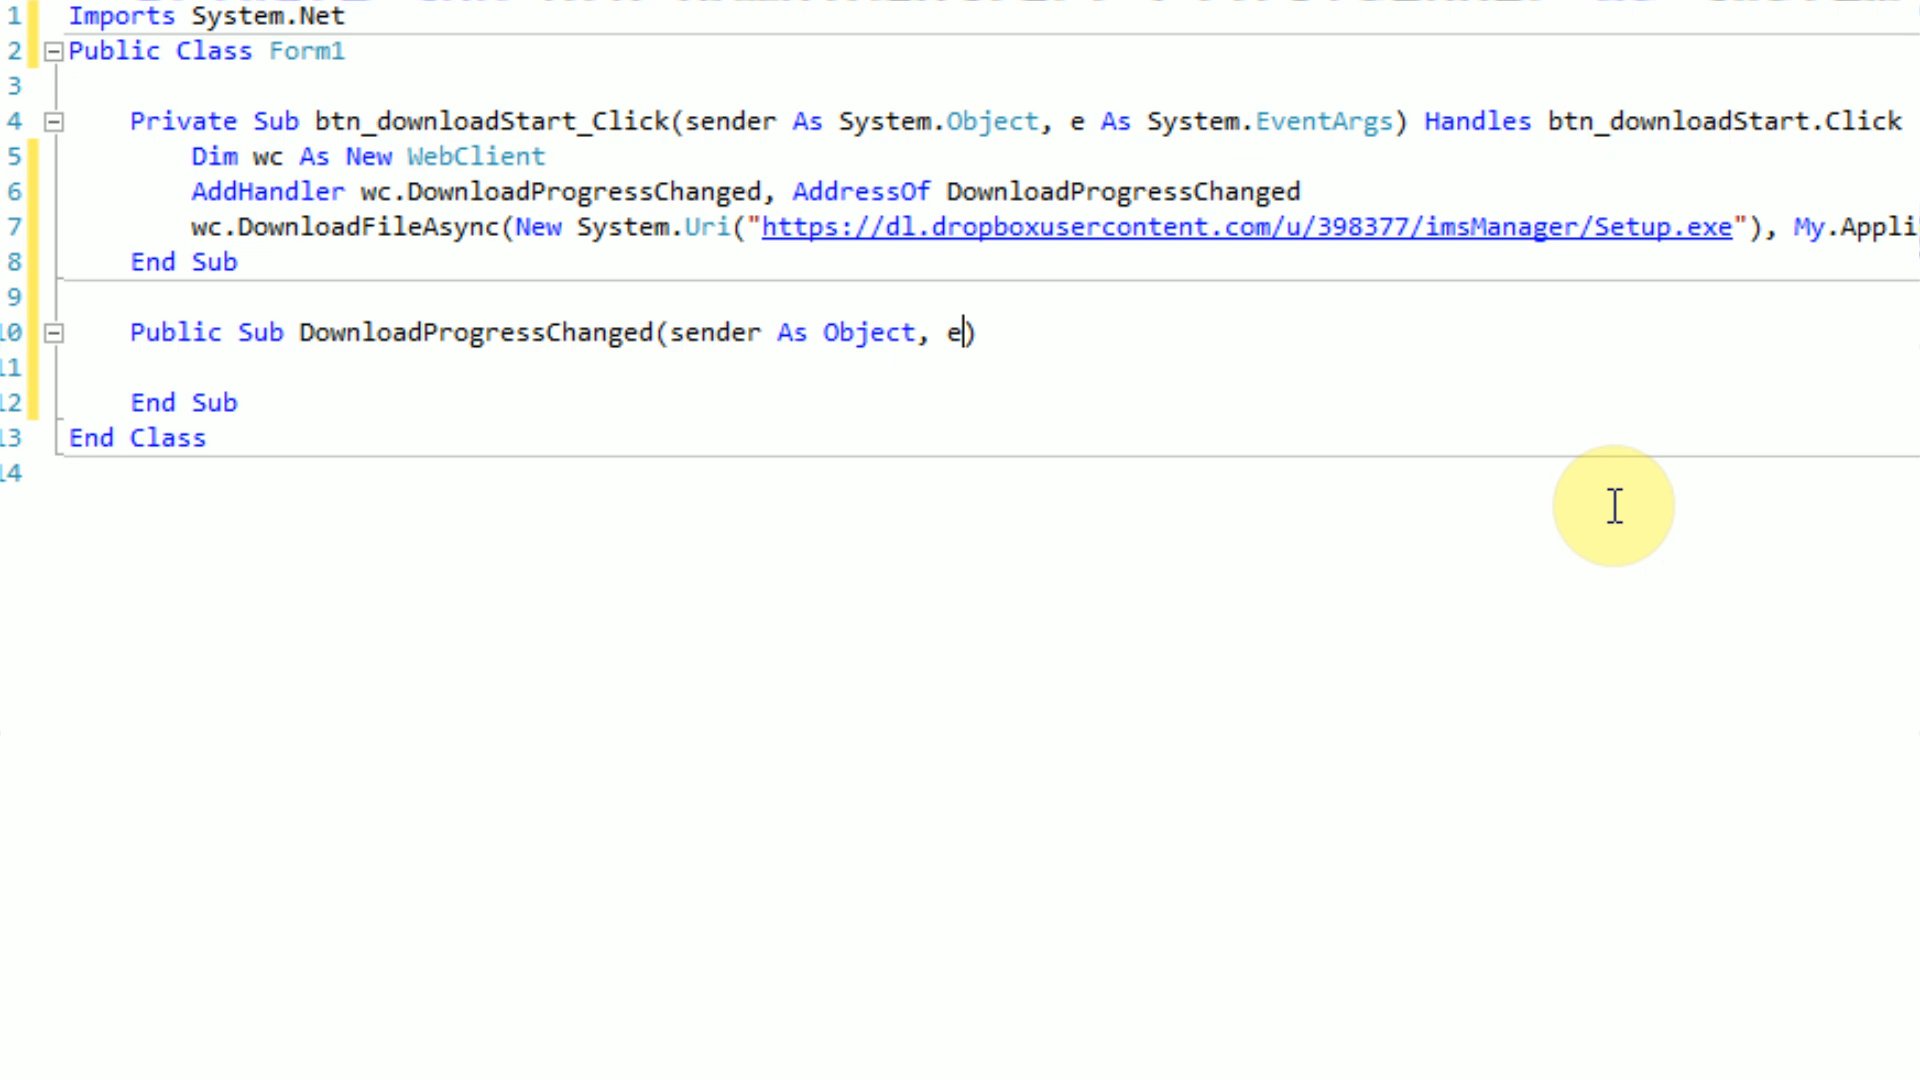 1 Imports System.Net
2 Public Class Form1
3
4 Private Sub btn_downloadStart_Click(sender As System.Object, e As System.EventArgs) Handles btn_downloadStart.Click
5 Dim wc As New WebClient
6 AddHandler wc.DownloadProgressChanged, AddressOf DownloadProgressChanged
7 wc.DownloadFileAsync(New System.Uri("https://dl.dropboxusercontent.com/u/398377/imsManager/Setup.exe"), My.Appli
8 End Sub
9
10 Public Sub DownloadProgressChanged(sender As Object, e)
11
12 End Sub
13 End Class
14